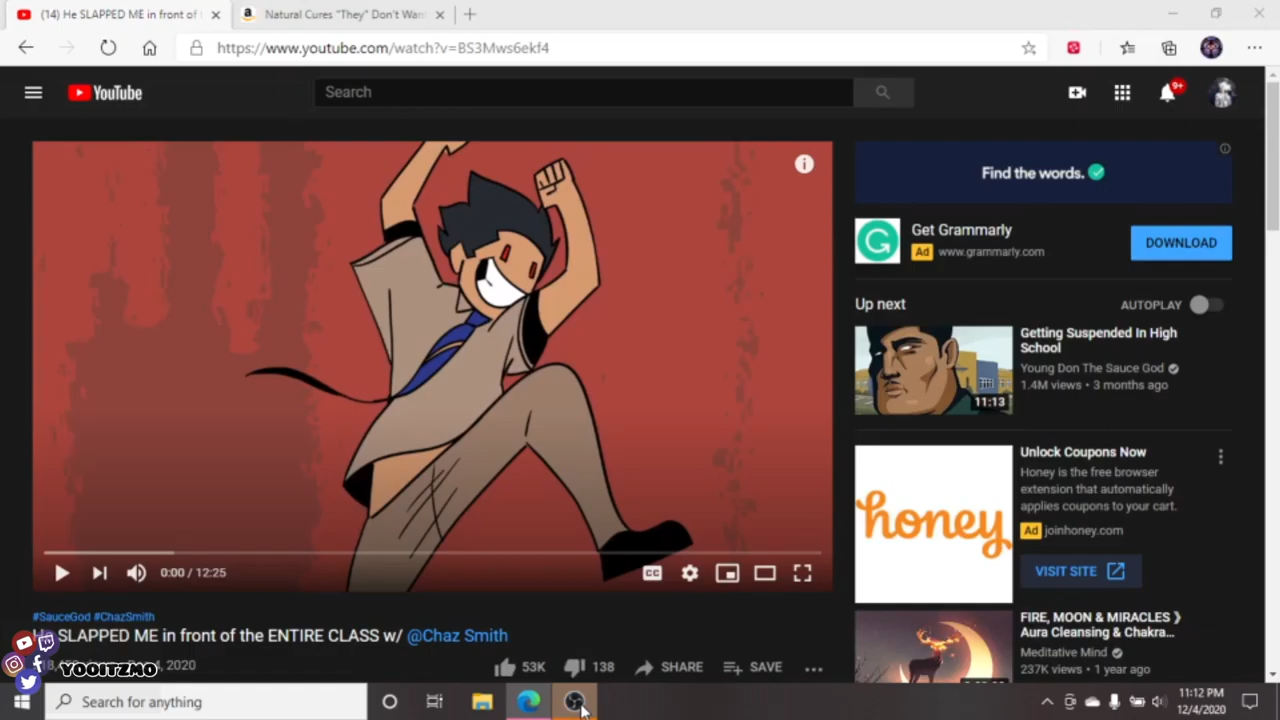 (14) He SLAPPED ME in front of
Natural Cures "They" Don't Wan
https://www.youtube.com/watch?v=BS3Mws6ekf4
YouTube
Search
9+
Find the words.
Get Grammarly
Ad www.grammarly.com
DOWNLOAD
Up next
AUTOPLAY
Getting Suspended In High
School
Young Don The Sauce God
1.4M views • 3 months ago
11:13
Unlock Coupons Now
Honey is the free browser
extension that automatically
applies coupons to your cart.
Ad joinhoney.com
honey
VISIT SITE
FIRE, MOON & MIRACLES 》
Aura Cleansing & Chakra...
Meditative Mind
237K views • 1 year ago
0:00 / 12:25
CC
#SauceGod #ChazSmith
SLAPPED ME in front of the ENTIRE CLASS w/ @Chaz Smith
2020
53K
138
SHARE
SAVE
YOOITZMO
Search for anything
11:12 PM
12/4/2020